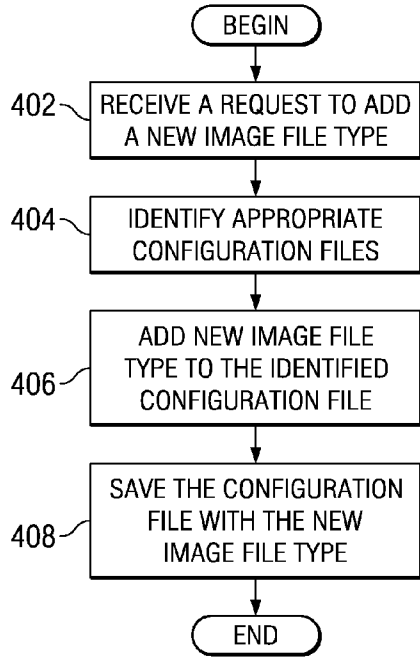 BEGIN
402
RECEIVE A REQUEST TO ADD
A NEW IMAGE FILE TYPE
404
IDENTIFY APPROPRIATE
CONFIGURATION FILES
406
ADD NEW IMAGE FILE
TYPE TO THE IDENTIFIED
CONFIGURATION FILE
408
SAVE THE CONFIGURATION
FILE WITH THE NEW
IMAGE FILE TYPE
END